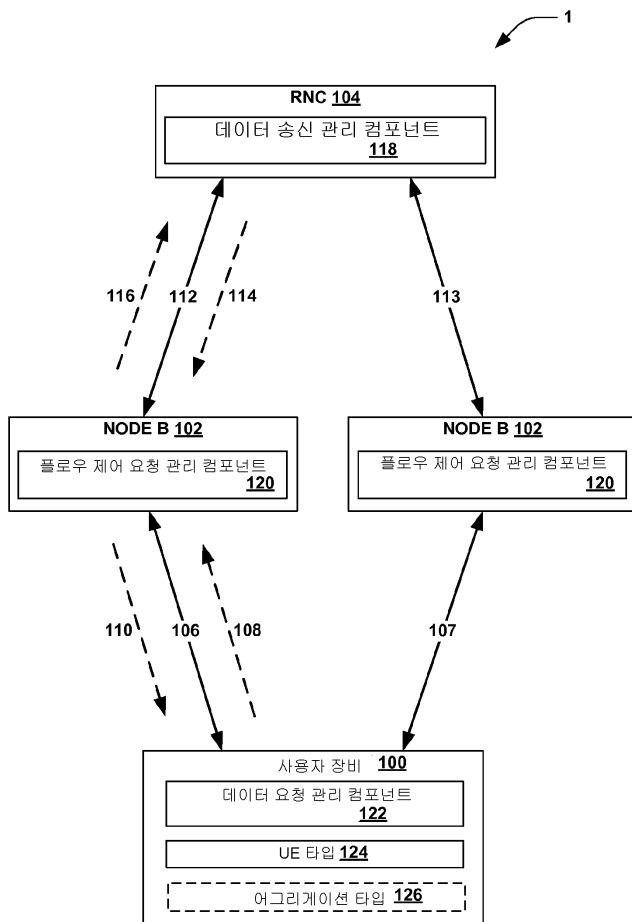 1
RNC 104
데이터 송신 관리 컴포넌트
118
116
112
114
113
NODE B 102
플로우 제어 요청 관리 컴포넌트
120
NODE B 102
플로우 제어 요청 관리 컴포넌트
120
110
106
108
107
사용자 장비 100
데이터 요청 관리 컴포넌트
122
UE 타입 124
어그리게이션 타입 126